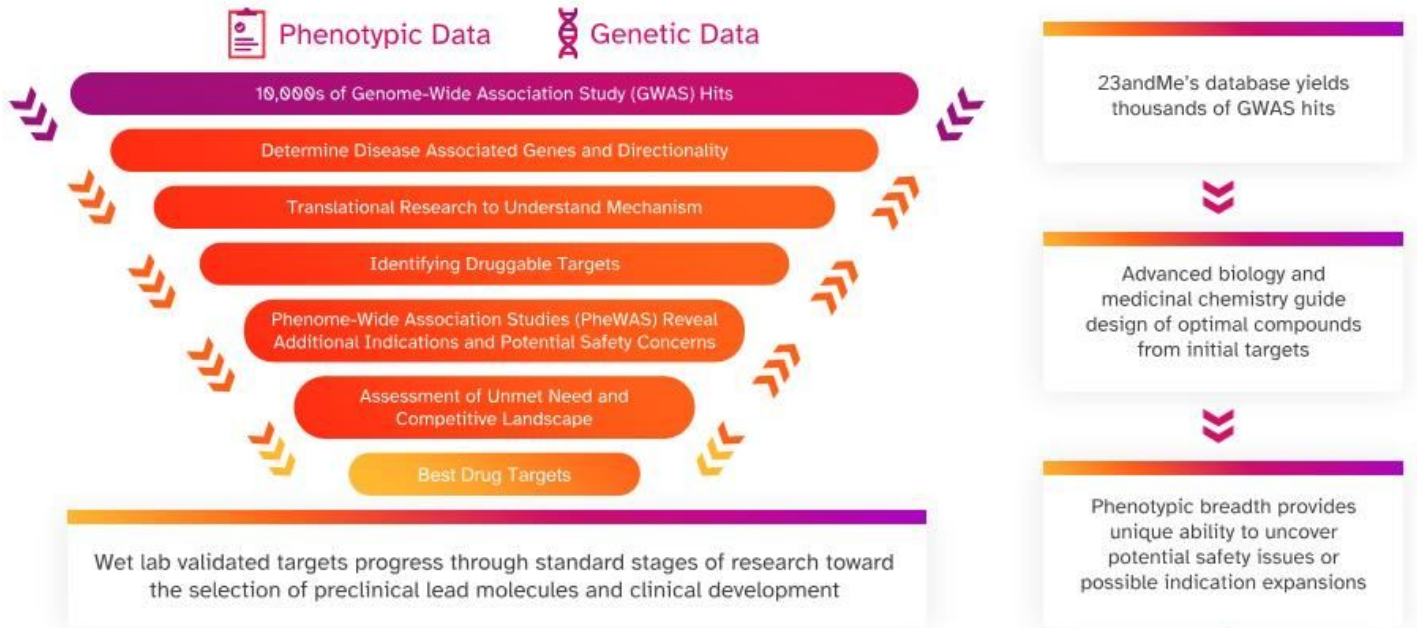 Phenotypic Data
Genetic Data
10,000s of Genome-Wide Association Study (GWAS) Hits
Determine Disease Associated Genes and Directionality
Translational Research to Understand Mechanism
Identifying Druggable Targets
Phenome-Wide Association Studies (PheWAS) Reveal
Additional Indications and Potential Safety Concerns
Assessment of Unmet Need and
Competitive Landscape
Best Drug Targets
Wet lab validated targets progress through standard stages of research toward
the selection of preclinical lead molecules and clinical development
23andMe's database yields
thousands of GWAS hits
Advanced biology and
medicinal chemistry guide
design of optimal compounds
from initial targets
Phenotypic breadth provides
unique ability to uncover
potential safety issues or
possible indication expansions